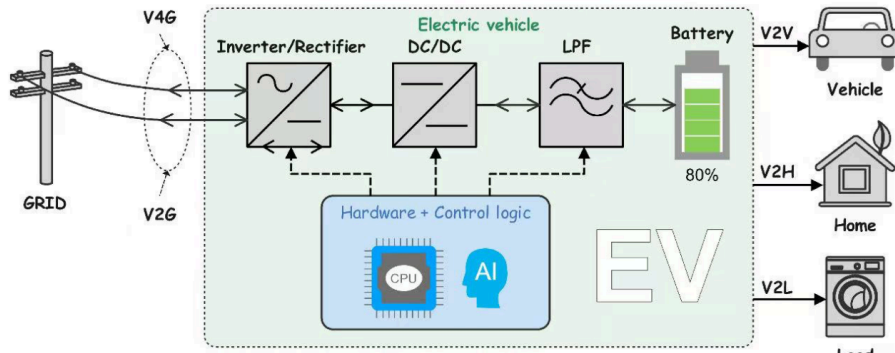 V4G
Electric vehicle
Inverter/Rectifier
DC/DC
LPF
Battery
V2V
Vehicle
80%
GRID
V2G
V2H
Home
Hardware + Control logic
CPU
AI
EV
V2L
Load